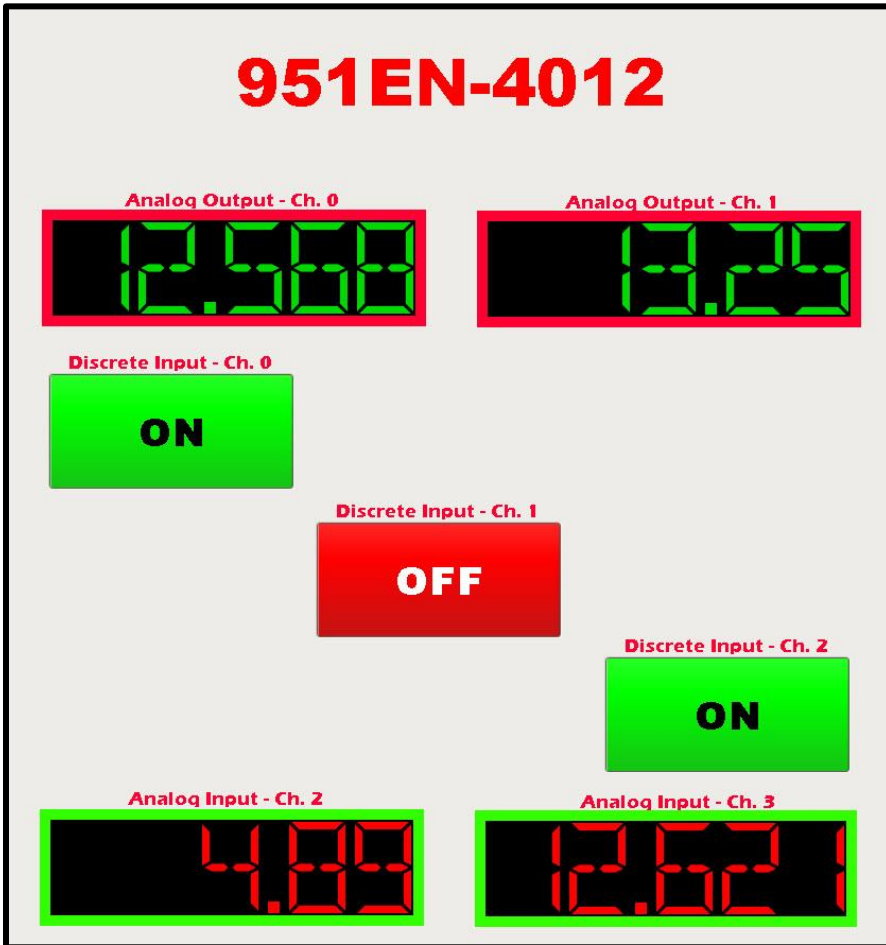 951EN-4012
Analog Output - Ch. 0
Analog Output - Ch. 1
12.568
13.25
Discrete Input - Ch. 0
ON
Discrete Input - Ch. 1
OFF
Discrete Input - Ch. 2
ON
Analog Input - Ch. 2
Analog Input - Ch. 3
4.89
12.621